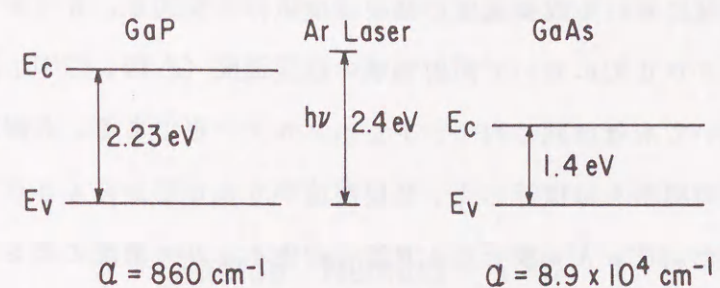 GaP Ar Laser GaAs
Ec
2.23 eV
Ev
hν 2.4 eV
Ec
1.4 eV
Ev
α = 860 cm⁻¹ α = 8.9 x 10⁴ cm⁻¹